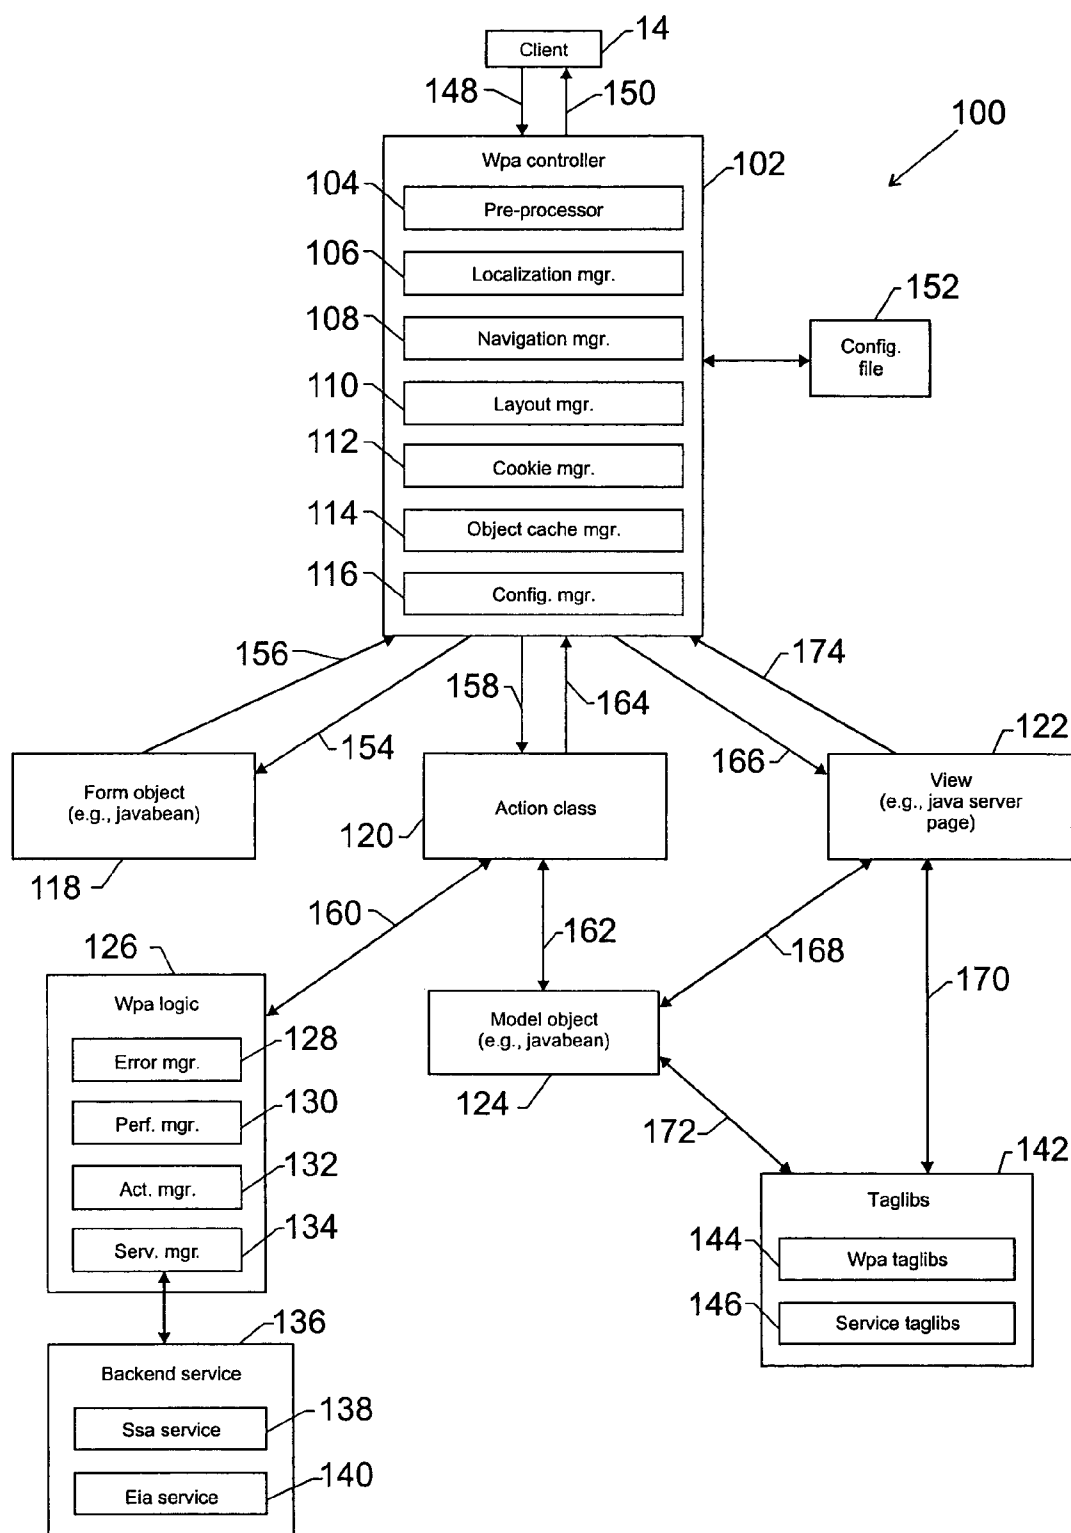 Client
14
148
150
100
Wpa controller
102
104
Pre-processor
106
Localization mgr.
152
108
Navigation mgr.
Config.
file
110
Layout mgr.
112
Cookie mgr.
114
Object cache mgr.
116
Config. mgr.
156
174
158
164
154
166
122
Form object
(e.g., javabean)
Action class
View
(e.g., java server
page)
120
118
160
162
168
126
170
Wpa logic
Model object
(e.g., javabean)
128
Error mgr.
124
130
Perf. mgr.
172
132
142
Act. mgr.
Taglibs
134
Serv. mgr.
144
Wpa taglibs
146
Service taglibs
136
Backend service
138
Ssa service
140
Eia service